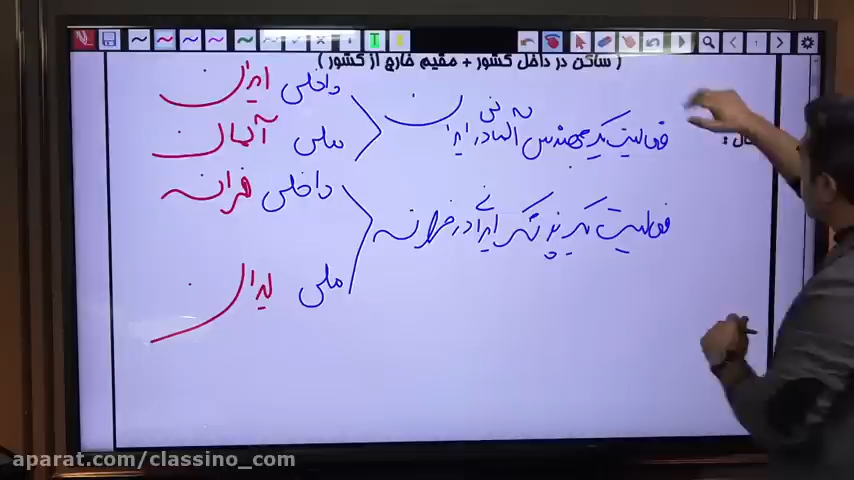 ( ساکن در داخل کشور + مقیم خارج از کشور )
مثال :
فعالیت یک مهندس آلمانی در ایران
داخلی ایران
ملی آلمان
فعالیت یک پزشک ایرانی در فرانسه
داخلی فرانسه
ملی ایران
aparat.com/classino_com